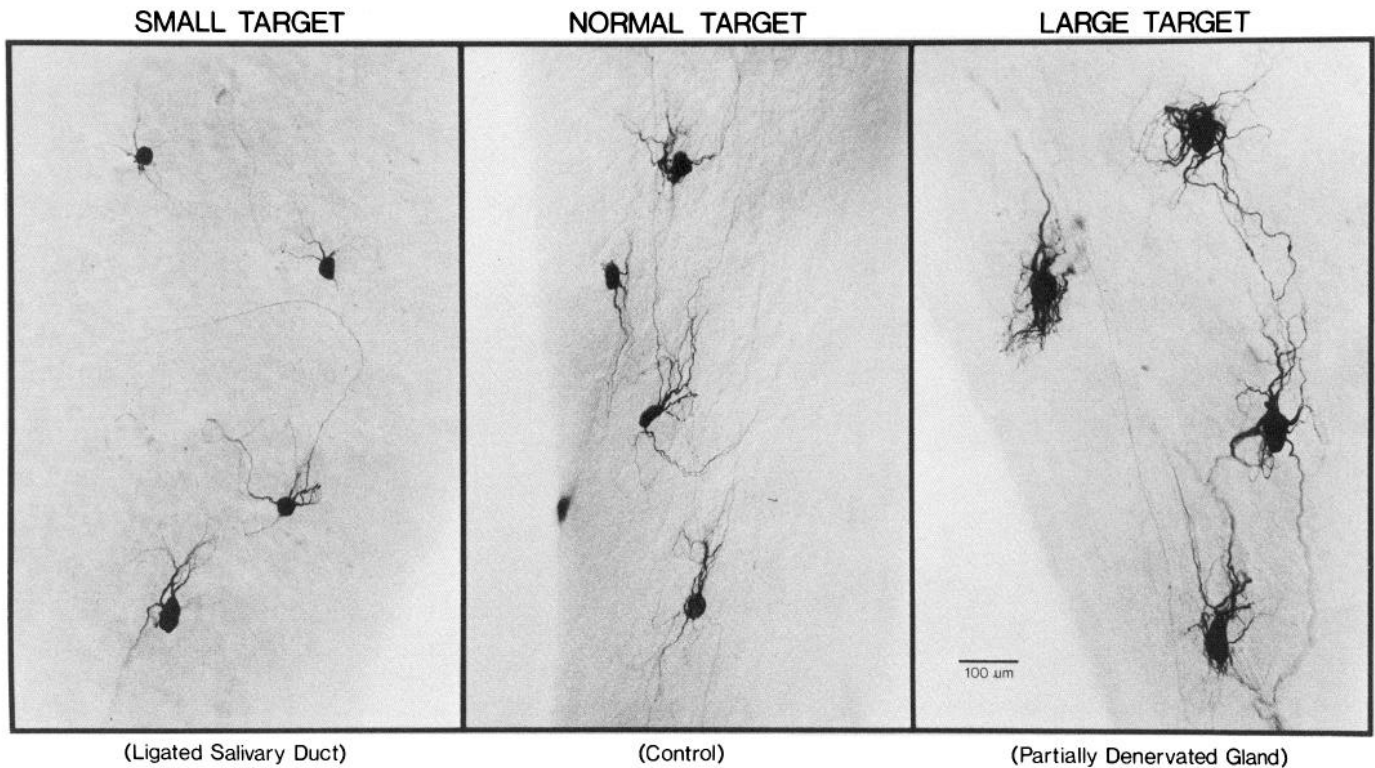 SMALL TARGET
NORMAL TARGET
LARGE TARGET
100 µm
(Ligated Salivary Duct)
(Control)
(Partially Denervated Gland)